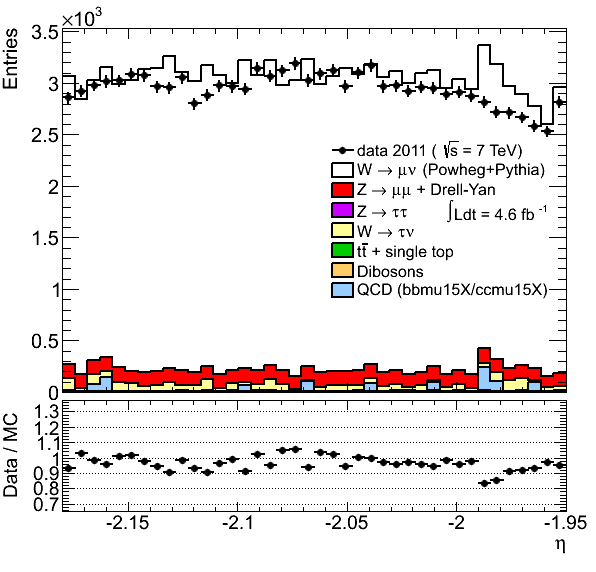 ×10³
Entries
3.5
3
2.5
2
1.5
1
0.5
0
data 2011 ( √s = 7 TeV)
W → μν (Powheg+Pythia)
Z → μμ + Drell-Yan
Z → ττ
∫Ldt = 4.6 fb⁻¹
W → τν
tt̄ + single top
Dibosons
QCD (bbmu15X/ccmu15X)
Data / MC
1.3
1.2
1.1
1
0.9
0.8
0.7
-2.15 -2.1 -2.05 -2 -1.95
η